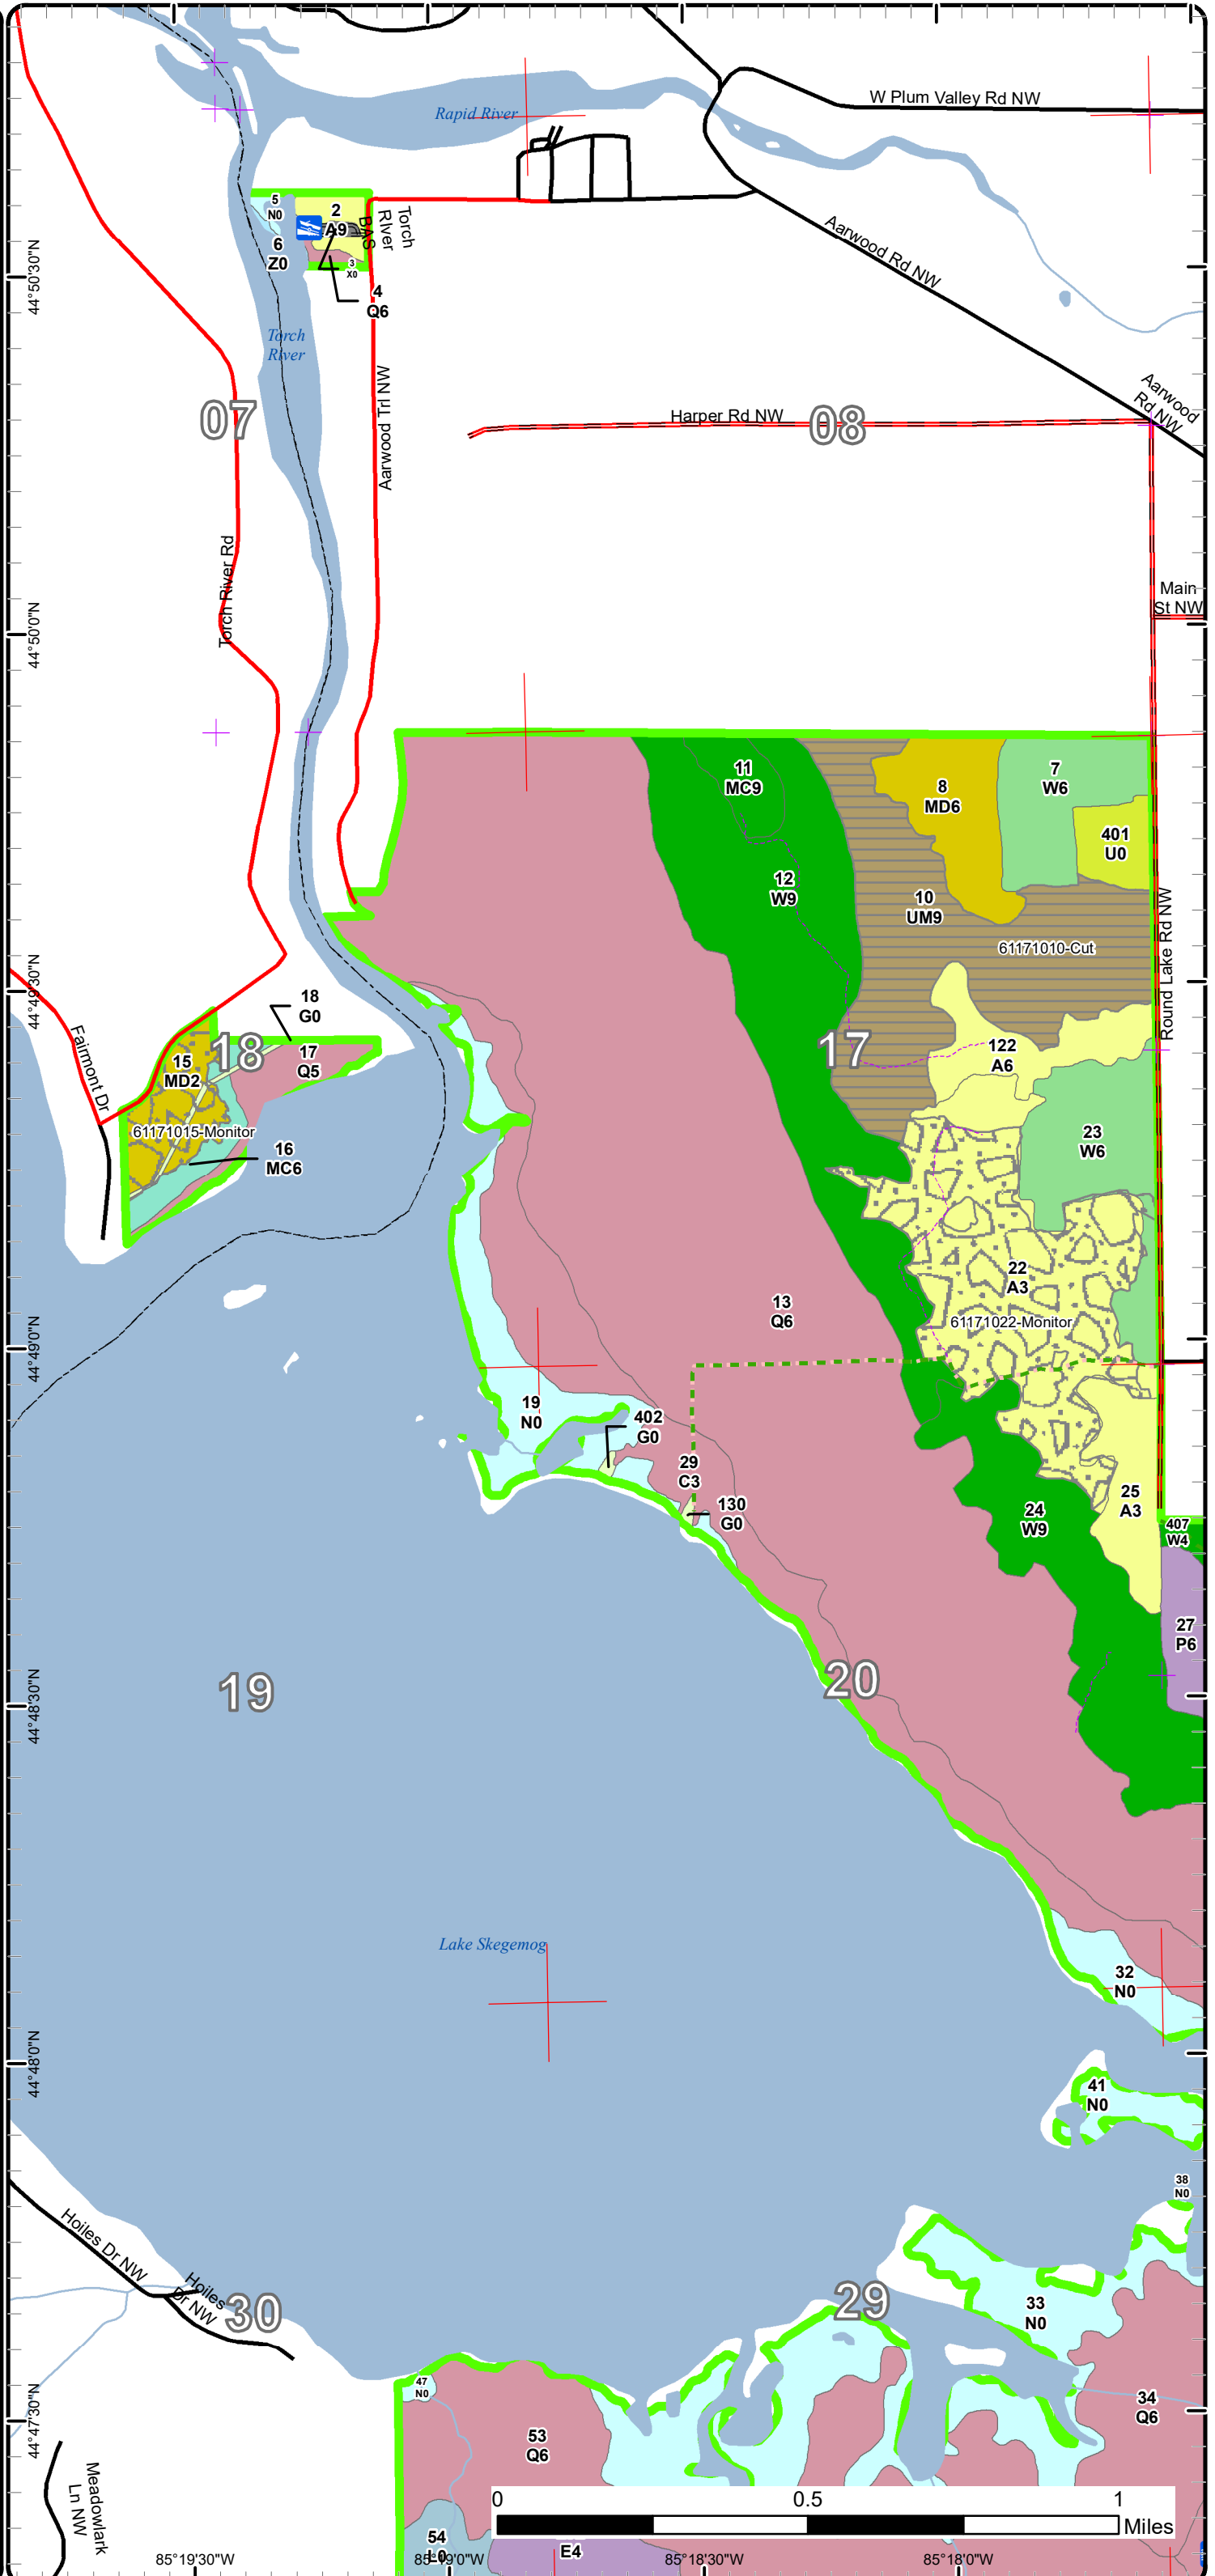 W Plum Valley Rd NW
Rapid River
5
N0
2
A9
BAS
Torch
River
6
Z0
3
X0
4
Q6
Aarwood Rd NW
44°50'30"N
Torch
River
Aarwood
Rd NW
07
Harper Rd NW
08
Aarwood Trl NW
Torch River Rd
44°50'0"N
Main
St NW
11
MC9
8
MD6
7
W6
401
U0
12
W9
10
UM9
61171010-Cut
Round Lake Rd NW
44°49'30"N
18
G0
Fairmont Dr
15
MD2
18
17
Q5
17
122
A6
61171015-Monitor
16
MC6
23
W6
22
A3
13
Q6
61171022-Monitor
44°49'0"N
19
N0
402
G0
29
C3
130
G0
24
W9
25
A3
407
W4
27
P6
19
20
44°48'30"N
Lake Skegemog
32
N0
44°48'0"N
41
N0
38
N0
Hoiles Dr NW
Hoiles
Dr NW
30
29
33
N0
47
N0
34
Q6
44°47'30"N
53
Q6
Meadowlark
Ln NW
0
0.5
1
Miles
54
L0
E4
85°19'30"W
85°19'0"W
85°18'30"W
85°18'0"W